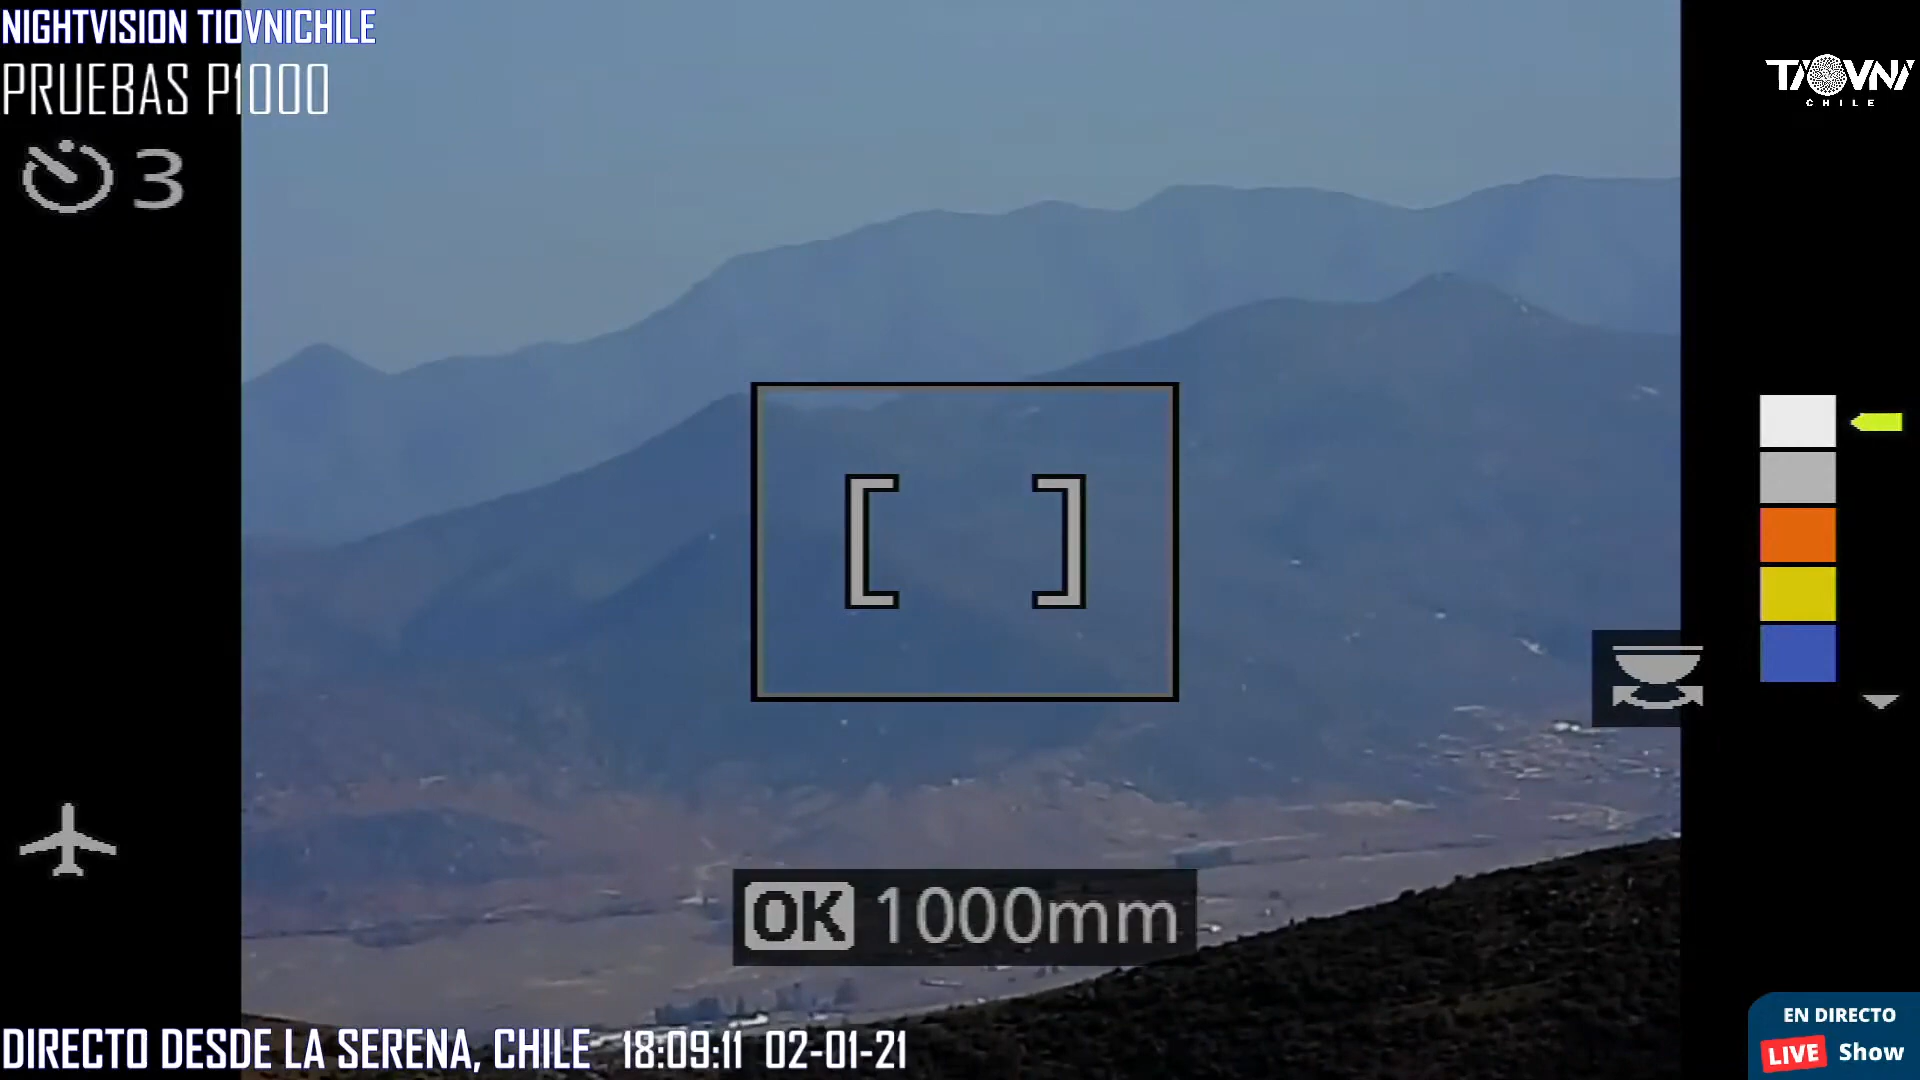 NIGHTVISION TIOVNICHILE
PRUEBAS P1000
3
TIOVNI
CHILE
OK 1000mm
DIRECTO DESDE LA SERENA, CHILE 18:09:11 02-01-21
EN DIRECTO
LIVE Show